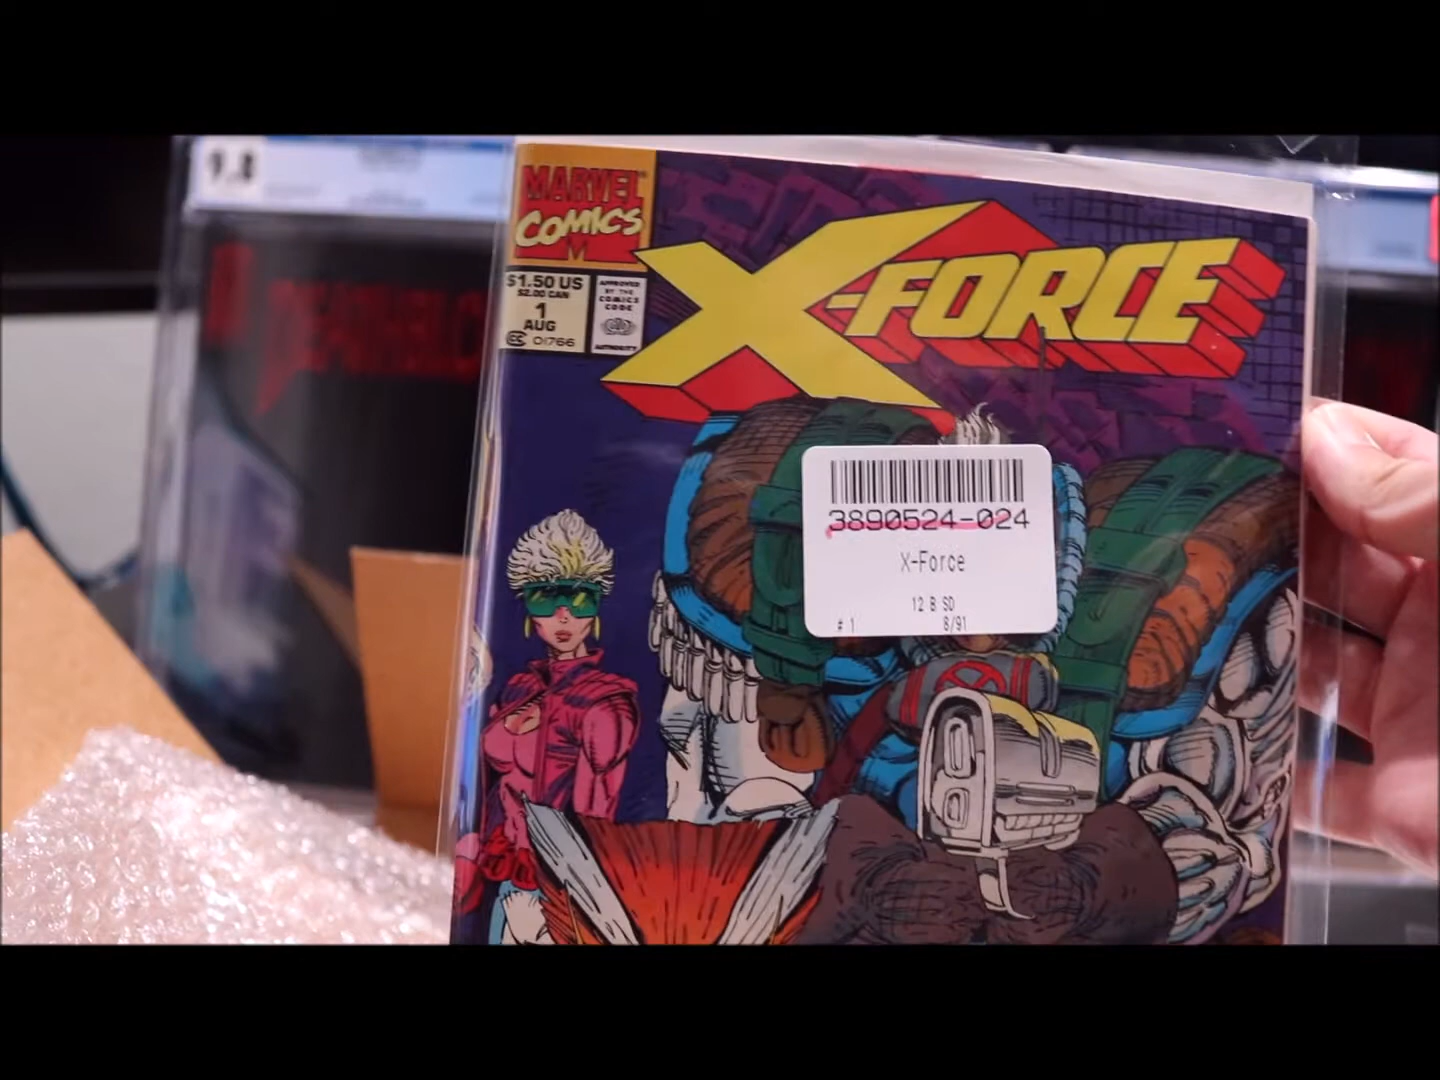 9.8
MARVEL
COMICS
M
$1.50 US
$2.00 CAN
1
AUG
CC 01766
APPROVED
BY THE
COMICS
CODE
AUTHORITY
X-FORCE
3890524-024
X-Force
12 B SD
# 1 8/91